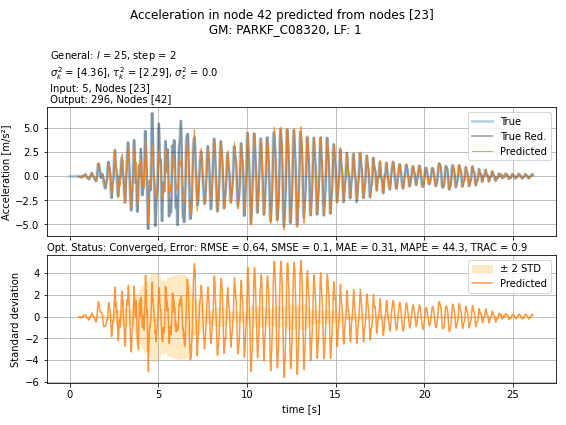 Acceleration in node 42 predicted from nodes [23]
GM: PARKF_C08320, LF: 1
General: l = 25, step = 2
σ²ₖ = [4.36], τ²ₖ = [2.29], σ²ₑ = 0.0
Input: 5, Nodes [23]
Output: 296, Nodes [42]
Acceleration [m/s²]
5.0
2.5
0.0
−2.5
−5.0
True
True Red.
Predicted
Opt. Status: Converged, Error: RMSE = 0.64, SMSE = 0.1, MAE = 0.31, MAPE = 44.3, TRAC = 0.9
Standard deviation
4
2
0
−2
−4
−6
± 2 STD
Predicted
0 5 10 15 20 25
time [s]